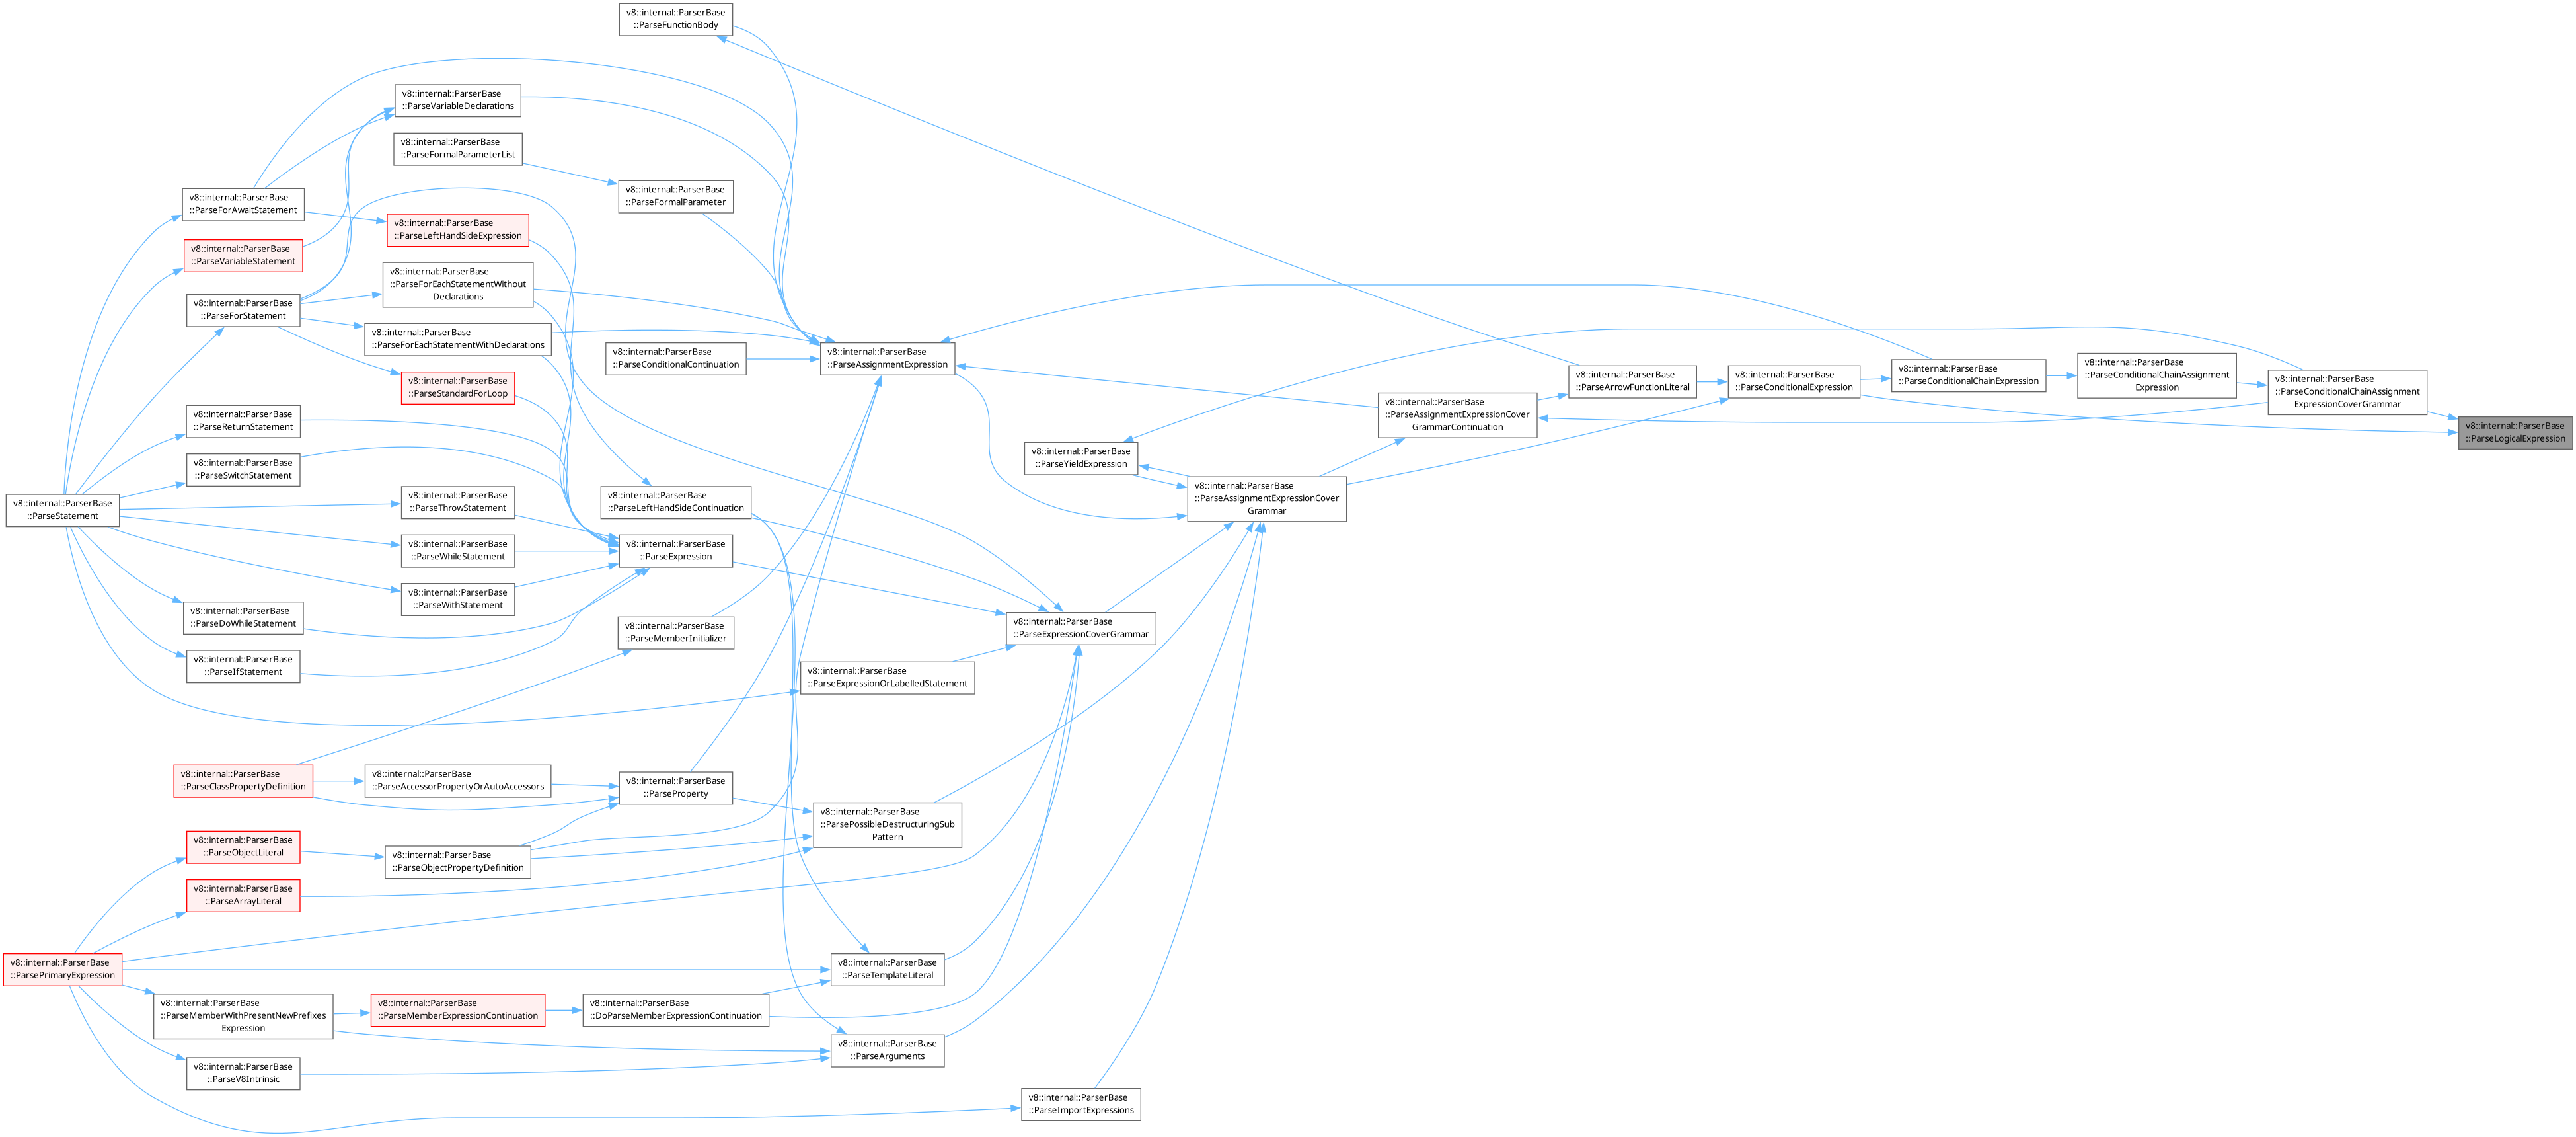 v8::internal::ParserBase
::ParseFunctionBody
v8::internal::ParserBase
::ParseVariableDeclarations
v8::internal::ParserBase
::ParseFormalParameterList
v8::internal::ParserBase
::ParseFormalParameter
v8::internal::ParserBase
::ParseForAwaitStatement
v8::internal::ParserBase
::ParseLeftHandSideExpression
v8::internal::ParserBase
::ParseVariableStatement
v8::internal::ParserBase
::ParseForEachStatementWithout
Declarations
v8::internal::ParserBase
::ParseForStatement
v8::internal::ParserBase
::ParseForEachStatementWithDeclarations
v8::internal::ParserBase
::ParseConditionalContinuation
v8::internal::ParserBase
::ParseAssignmentExpression
v8::internal::ParserBase
::ParseArrowFunctionLiteral
v8::internal::ParserBase
::ParseConditionalExpression
v8::internal::ParserBase
::ParseConditionalChainExpression
v8::internal::ParserBase
::ParseConditionalChainAssignment
Expression
v8::internal::ParserBase
::ParseConditionalChainAssignment
ExpressionCoverGrammar
v8::internal::ParserBase
::ParseLogicalExpression
v8::internal::ParserBase
::ParseStandardForLoop
v8::internal::ParserBase
::ParseAssignmentExpressionCover
GrammarContinuation
v8::internal::ParserBase
::ParseReturnStatement
v8::internal::ParserBase
::ParseYieldExpression
v8::internal::ParserBase
::ParseSwitchStatement
v8::internal::ParserBase
::ParseAssignmentExpressionCover
Grammar
v8::internal::ParserBase
::ParseStatement
v8::internal::ParserBase
::ParseThrowStatement
v8::internal::ParserBase
::ParseLeftHandSideContinuation
v8::internal::ParserBase
::ParseWhileStatement
v8::internal::ParserBase
::ParseExpression
v8::internal::ParserBase
::ParseWithStatement
v8::internal::ParserBase
::ParseDoWhileStatement
v8::internal::ParserBase
::ParseMemberInitializer
v8::internal::ParserBase
::ParseExpressionCoverGrammar
v8::internal::ParserBase
::ParseIfStatement
v8::internal::ParserBase
::ParseExpressionOrLabelledStatement
v8::internal::ParserBase
::ParseClassPropertyDefinition
v8::internal::ParserBase
::ParseAccessorPropertyOrAutoAccessors
v8::internal::ParserBase
::ParseProperty
v8::internal::ParserBase
::ParsePossibleDestructuringSub
Pattern
v8::internal::ParserBase
::ParseObjectLiteral
v8::internal::ParserBase
::ParseObjectPropertyDefinition
v8::internal::ParserBase
::ParseArrayLiteral
v8::internal::ParserBase
::ParsePrimaryExpression
v8::internal::ParserBase
::ParseTemplateLiteral
v8::internal::ParserBase
::ParseMemberWithPresentNewPrefixes
Expression
v8::internal::ParserBase
::ParseMemberExpressionContinuation
v8::internal::ParserBase
::DoParseMemberExpressionContinuation
v8::internal::ParserBase
::ParseArguments
v8::internal::ParserBase
::ParseV8Intrinsic
v8::internal::ParserBase
::ParseImportExpressions